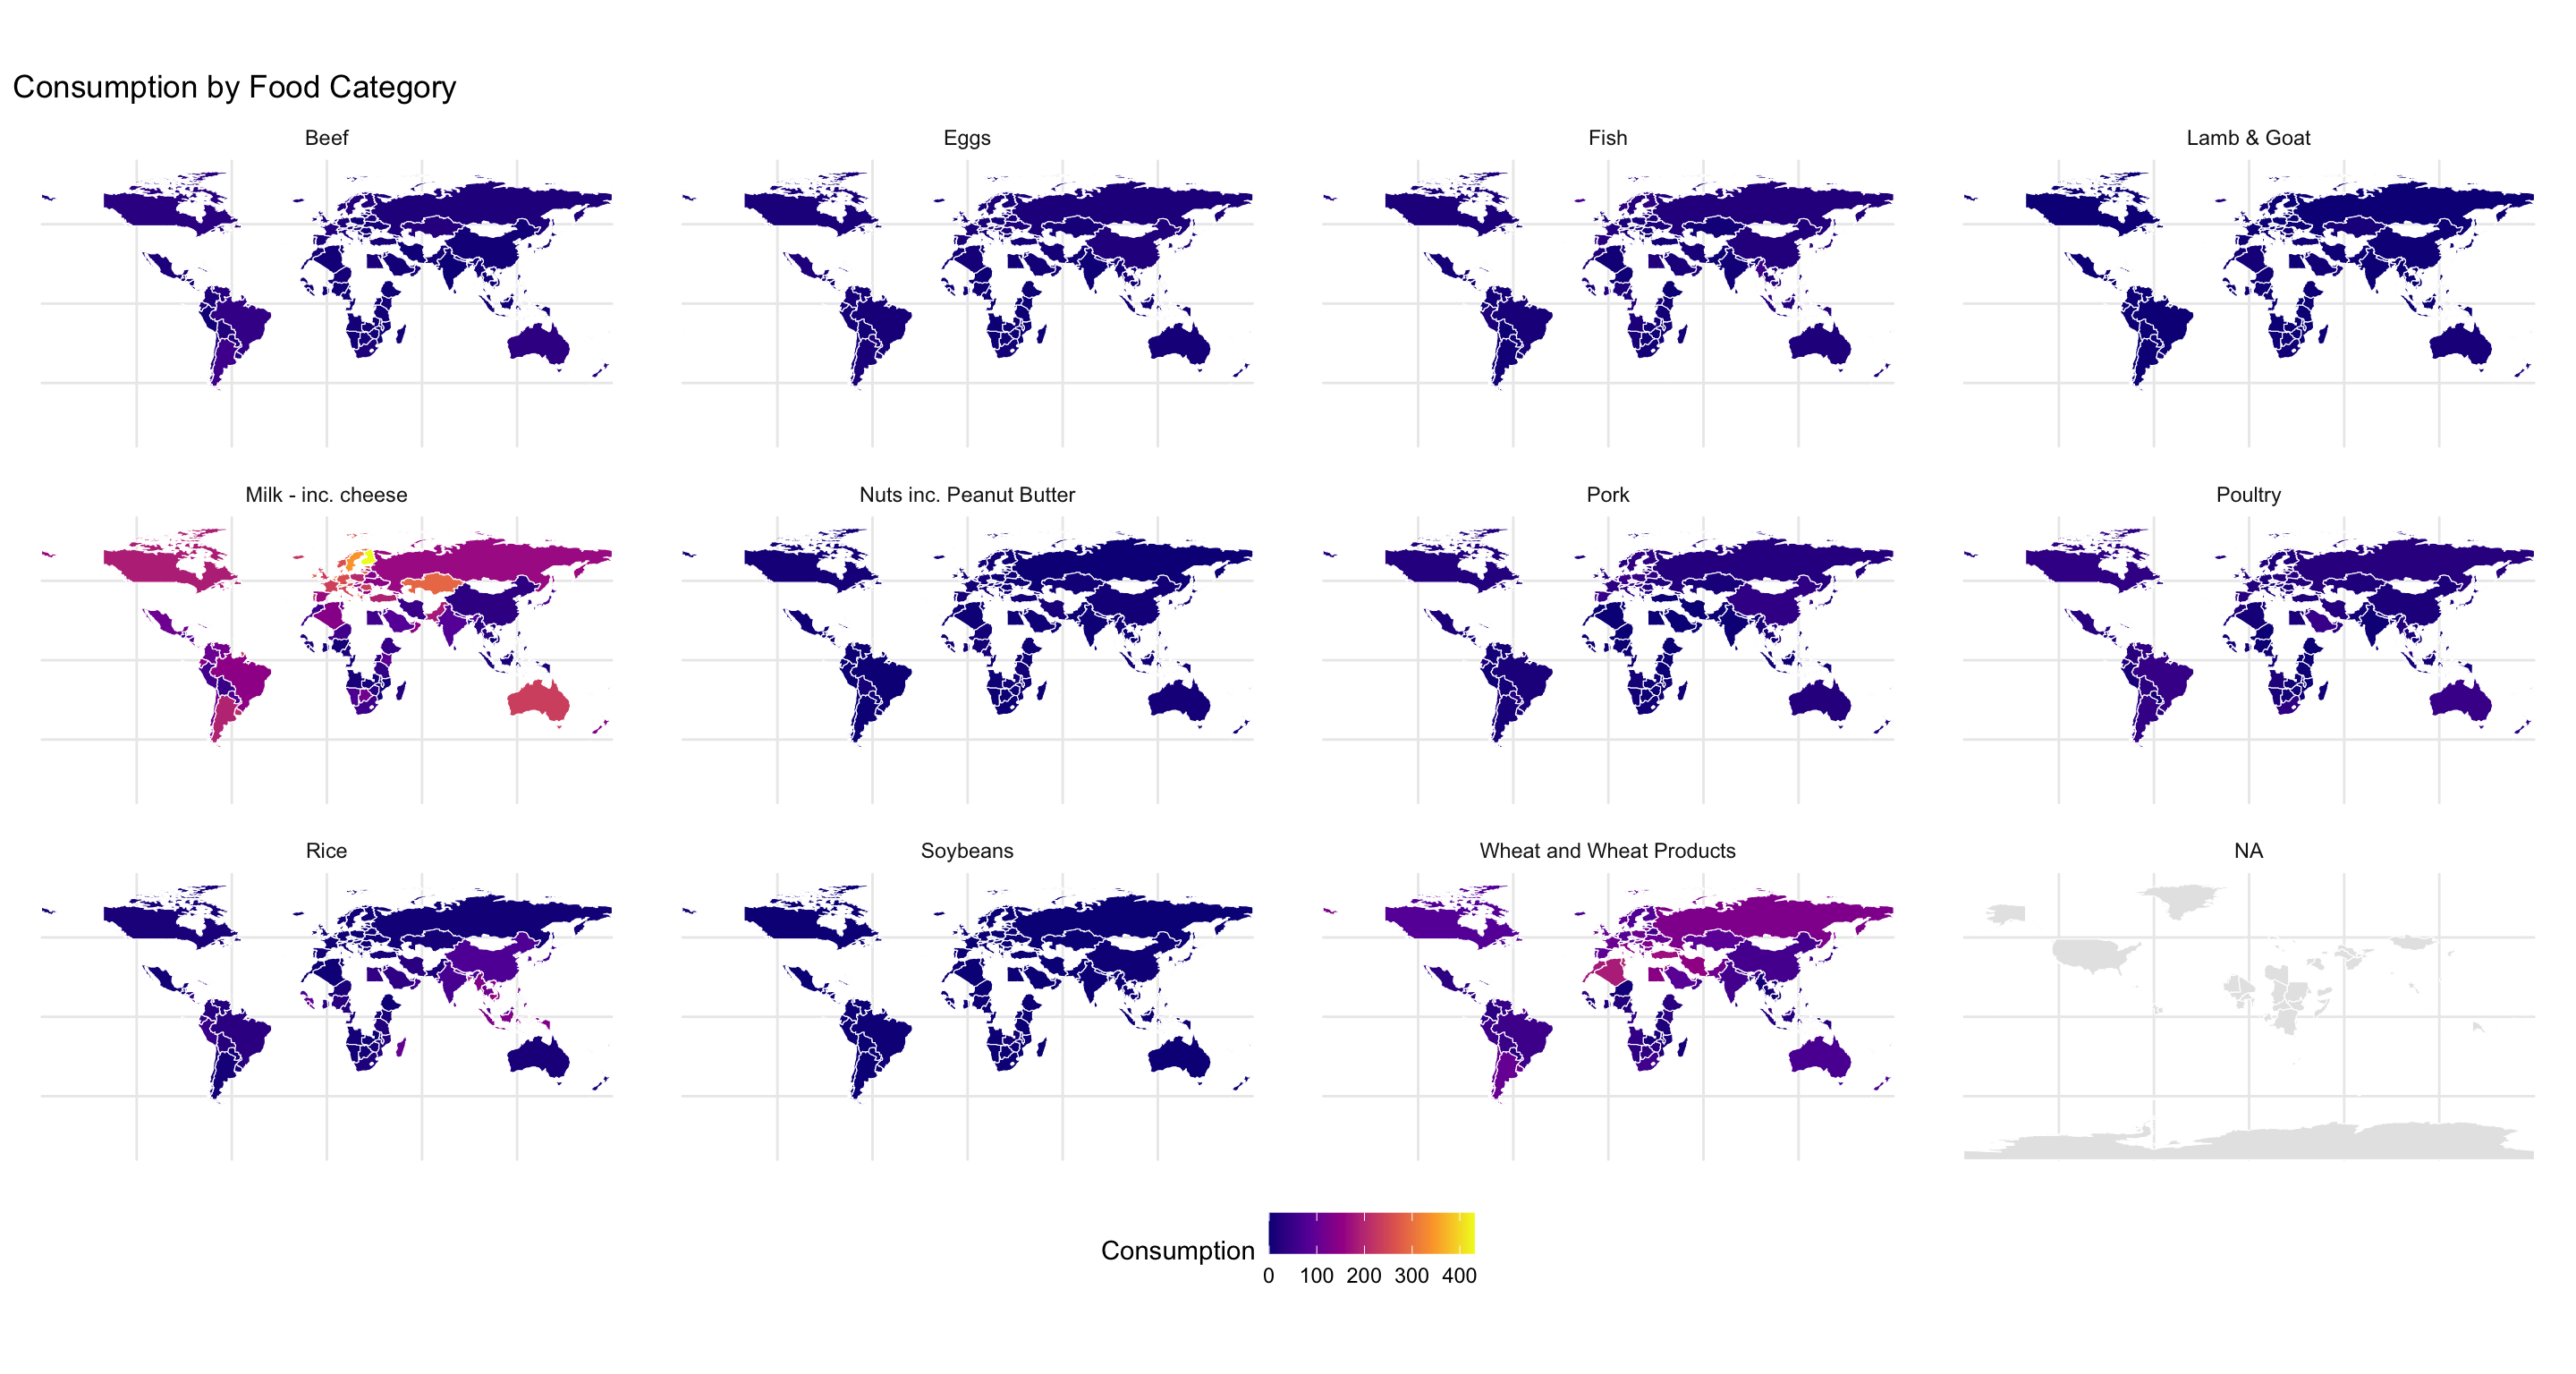 Consumption by Food Category
Beef
Eggs
Fish
Lamb & Goat
Milk - inc. cheese
Nuts inc. Peanut Butter
Pork
Poultry
Rice
Soybeans
Wheat and Wheat Products
NA
Consumption
0 100 200 300 400